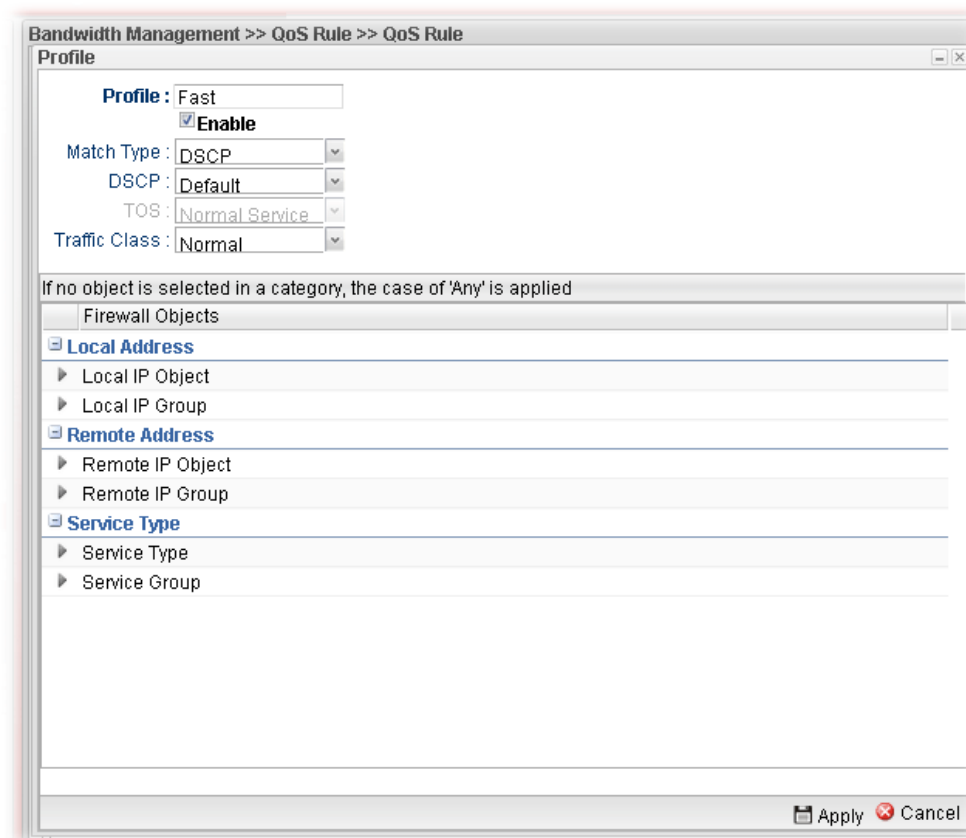 Bandwidth Management >> QoS Rule >> QoS Rule
Profile
Profile : Fast
Enable
Match Type : DSCP
DSCP : Default
TOS : Normal Service
Traffic Class : Normal
If no object is selected in a category, the case of 'Any' is applied
Firewall Objects
Local Address
Local IP Object
Local IP Group
Remote Address
Remote IP Object
Remote IP Group
Service Type
Service Type
Service Group
Apply Cancel